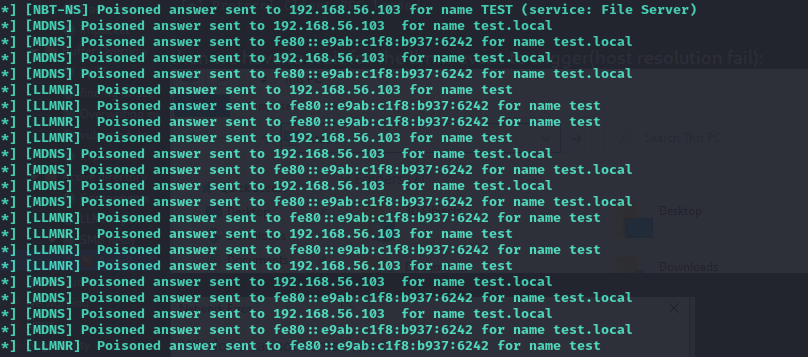 *] [NBT-NS] Poisoned answer sent to 192.168.56.103 for name TEST (service: File Server)
*] [MDNS] Poisoned answer sent to 192.168.56.103  for name test.local
*] [MDNS] Poisoned answer sent to fe80::e9ab:c1f8:b937:6242 for name test.local
*] [MDNS] Poisoned answer sent to 192.168.56.103  for name test.local
*] [MDNS] Poisoned answer sent to fe80::e9ab:c1f8:b937:6242 for name test.local
*] [LLMNR]  Poisoned answer sent to 192.168.56.103 for name test
*] [LLMNR]  Poisoned answer sent to fe80::e9ab:c1f8:b937:6242 for name test
*] [LLMNR]  Poisoned answer sent to fe80::e9ab:c1f8:b937:6242 for name test
*] [LLMNR]  Poisoned answer sent to 192.168.56.103 for name test
*] [MDNS] Poisoned answer sent to 192.168.56.103  for name test.local
*] [MDNS] Poisoned answer sent to fe80::e9ab:c1f8:b937:6242 for name test.local
*] [MDNS] Poisoned answer sent to 192.168.56.103  for name test.local
*] [MDNS] Poisoned answer sent to fe80::e9ab:c1f8:b937:6242 for name test.local
*] [LLMNR]  Poisoned answer sent to fe80::e9ab:c1f8:b937:6242 for name test
*] [LLMNR]  Poisoned answer sent to 192.168.56.103 for name test
*] [LLMNR]  Poisoned answer sent to fe80::e9ab:c1f8:b937:6242 for name test
*] [LLMNR]  Poisoned answer sent to 192.168.56.103 for name test
*] [MDNS] Poisoned answer sent to 192.168.56.103  for name test.local
*] [MDNS] Poisoned answer sent to fe80::e9ab:c1f8:b937:6242 for name test.local
*] [MDNS] Poisoned answer sent to 192.168.56.103  for name test.local
*] [MDNS] Poisoned answer sent to fe80::e9ab:c1f8:b937:6242 for name test.local
*] [LLMNR]  Poisoned answer sent to fe80::e9ab:c1f8:b937:6242 for name test
(host resolution fail):
Search This PC
Desktop
Downloads